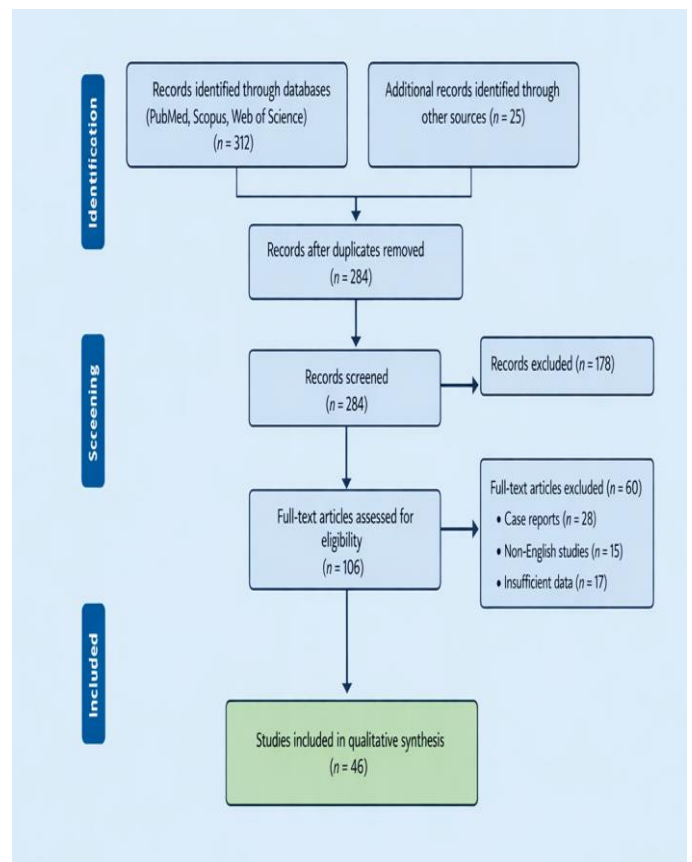 Identification
Records identified through databases
(PubMed, Scopus, Web of Science)
(n = 312)
Additional records identified through
other sources (n = 25)
Records after duplicates removed
(n = 284)
Scceening
Records screened
(n = 284)
Records excluded (n = 178)
Full-text articles assessed for
eligibility
(n = 106)
Full-text articles excluded (n = 60)
• Case reports (n = 28)
• Non-English studies (n = 15)
• Insufficient data (n = 17)
Included
Studies included in qualitative synthesis
(n = 46)